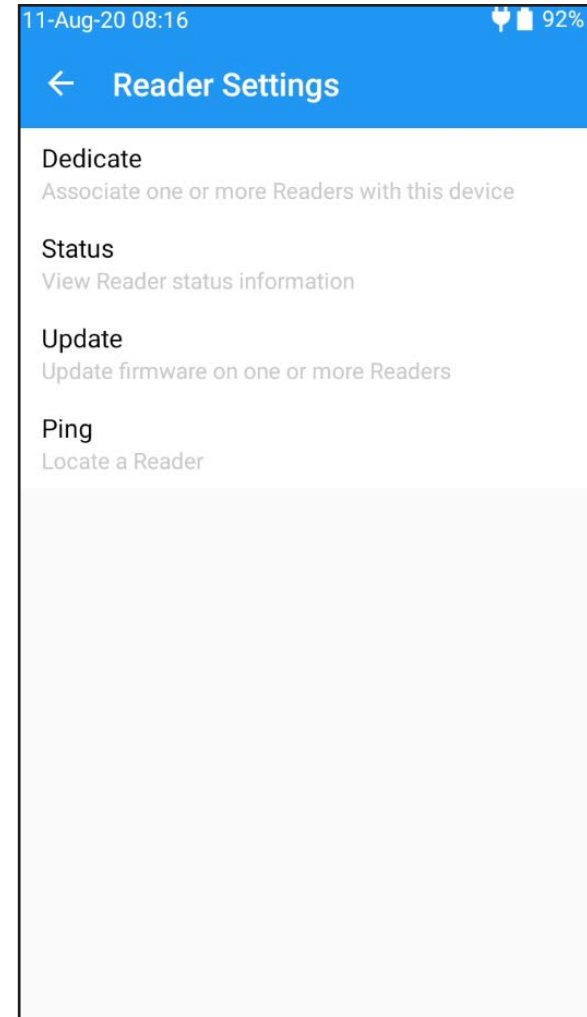 11-Aug-20 08:16 92%
Reader Settings
Dedicate
Associate one or more Readers with this device
Status
View Reader status information
Update
Update firmware on one or more Readers
Ping
Locate a Reader